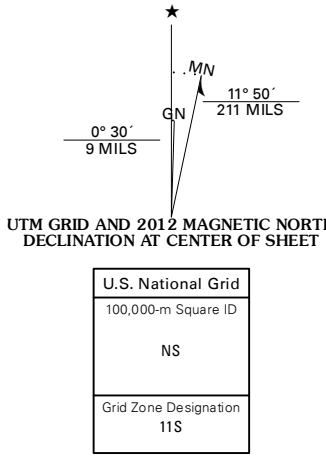 ★
MN
GN
11° 50´
211 MILS
0° 30´
9 MILS
UTM GRID AND 2012 MAGNETIC NORTH
DECLINATION AT CENTER OF SHEET
U.S. National Grid
100,000-m Square ID
NS
Grid Zone Designation
11S